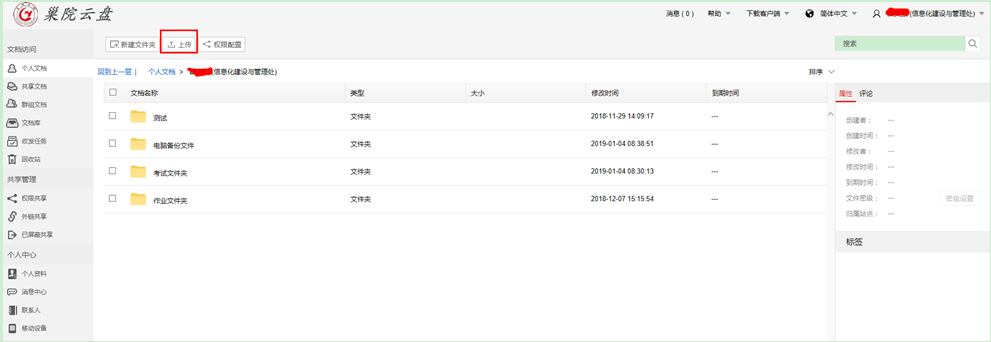 巢院云盘
消息 ( 0 ) 帮助 下载客户端 简体中文 (信息化建设与管理处)
新建文件夹 上传 权限配置 搜索
文档访问
个人文档
共享文档
群组文档
文档库
收发任务
回收站
共享管理
权限共享
外链共享
已屏蔽共享
个人中心
个人资料
消息中心
联系人
移动设备
回到上一层 | 个人文档 > (信息化建设与管理处) 排序
文档名称 类型 大小 修改时间 到期时间
测试 文件夹 2018-11-29 14:09:17 ---
电脑备份文件 文件夹 2019-01-04 08:38:51 ---
考试文件夹 文件夹 2019-01-04 08:30:13 ---
作业文件夹 文件夹 2018-12-07 15:15:54 ---
属性 评论
创建者： ---
创建时间： ---
修改者： ---
修改时间： ---
到期时间： ---
文件密级： --- 密级设置
归属站点： ---
标签